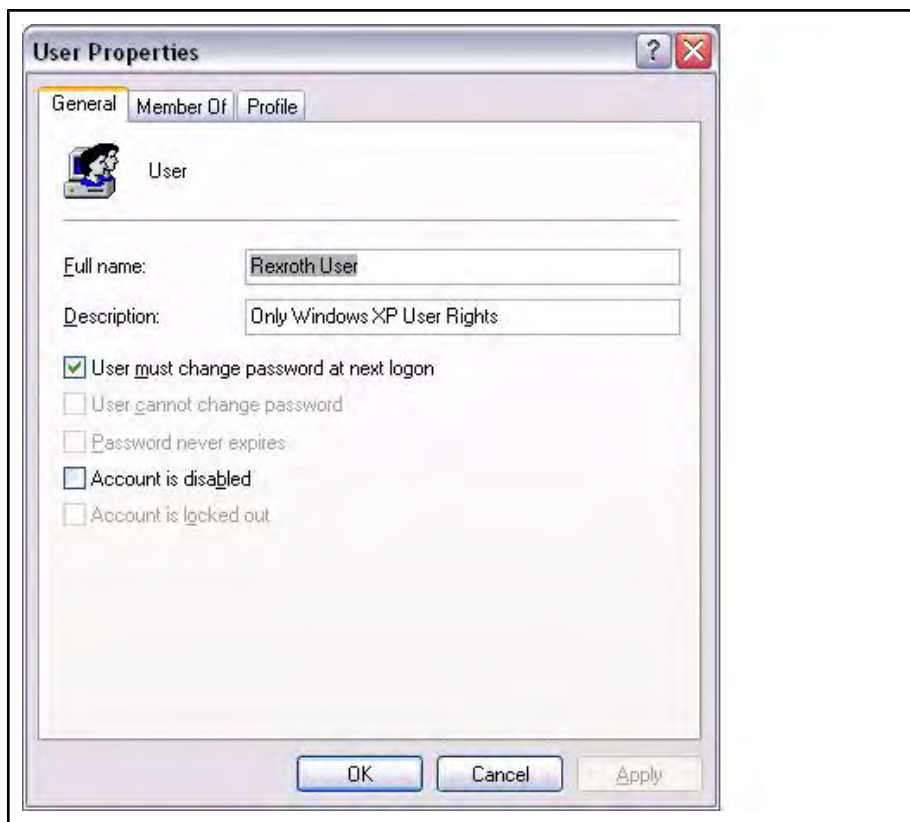 User Properties
General Member Of Profile
User
Full name: Rexroth User
Description: Only Windows XP User Rights
User must change password at next logon
User cannot change password
Password never expires
Account is disabled
Account is locked out
OK Cancel Apply